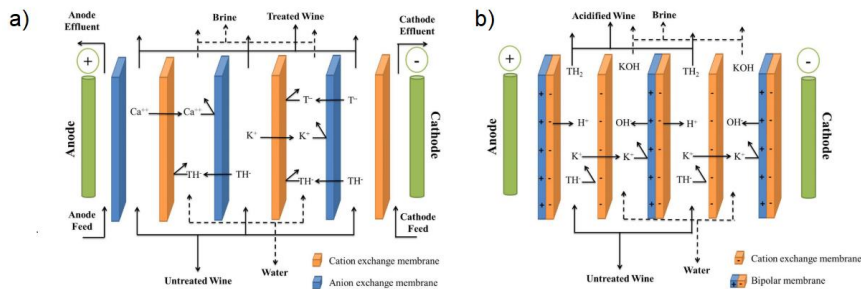 a)
Anode
Effluent
Brine
Treated Wine
Cathode
Effluent
+
-
Ca++
Ca++
T--
T--
K+
K+
TH-
TH-
TH-
TH-
Anode
Cathode
Anode
Feed
Cathode
Feed
Untreated Wine
Water
Cation exchange membrane
Anion exchange membrane
b)
Acidified Wine
Brine
TH2
KOH
TH2
KOH
+
-
H+
OH-
H+
OH-
K+
K+
K+
K+
TH-
TH-
Anode
Cathode
Untreated Wine
Water
Cation exchange membrane
Bipolar membrane